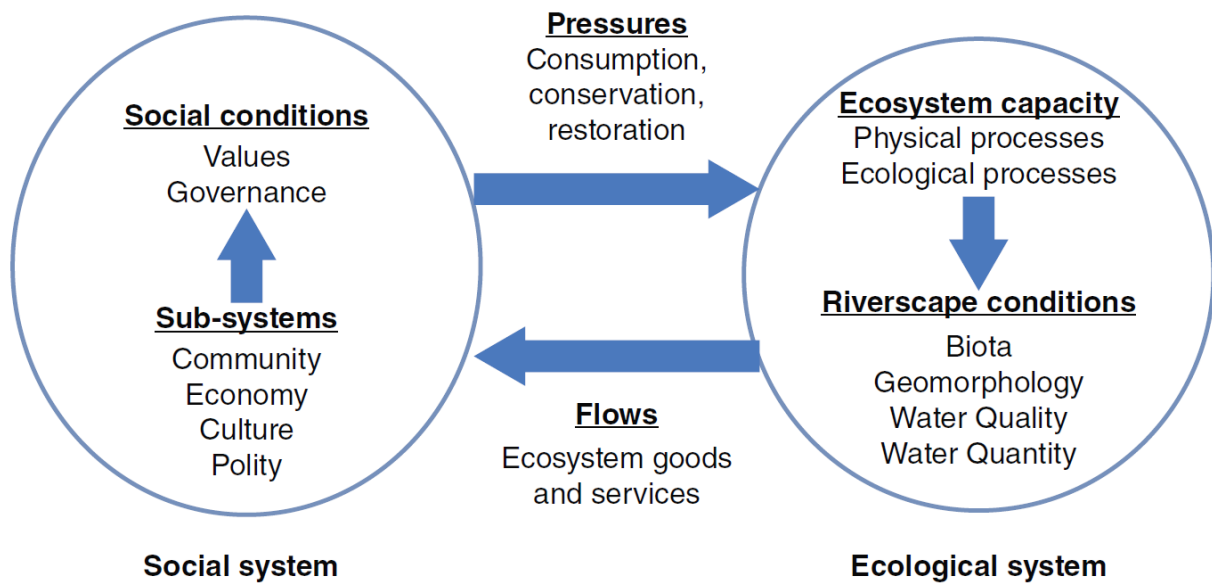 Pressures
Consumption,
conservation,
restoration
Social conditions
Values
Governance
Sub-systems
Community
Economy
Culture
Polity
Ecosystem capacity
Physical processes
Ecological processes
Riverscape conditions
Biota
Geomorphology
Water Quality
Water Quantity
Flows
Ecosystem goods
and services
Social system
Ecological system